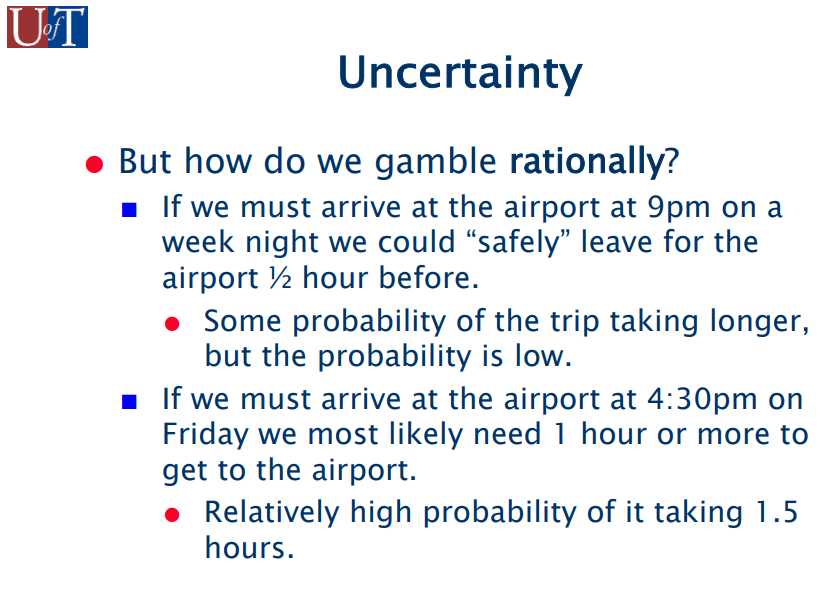 UofT
Uncertainty
But how do we gamble rationally?
If we must arrive at the airport at 9pm on a
week night we could “safely” leave for the
airport ½ hour before.
Some probability of the trip taking longer,
but the probability is low.
If we must arrive at the airport at 4:30pm on
Friday we most likely need 1 hour or more to
get to the airport.
Relatively high probability of it taking 1.5
hours.